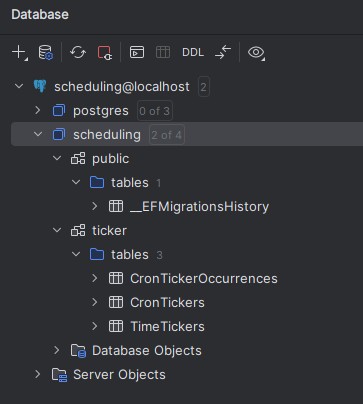 Database
DDL
scheduling@localhost 2
postgres 0 of 3
scheduling 2 of 4
public
tables 1
__EFMigrationsHistory
ticker
tables 3
CronTickerOccurrences
CronTickers
TimeTickers
Database Objects
Server Objects